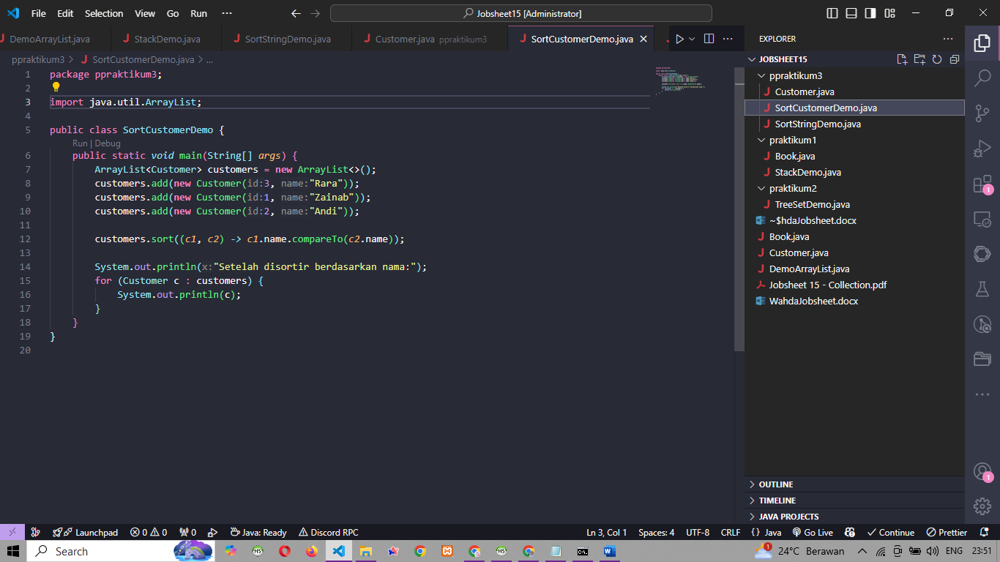 File Edit Selection View Go Run ··· Jobsheet15 [Administrator]
DemoArrayList.java StackDemo.java SortStringDemo.java Customer.java ppraktikum3 SortCustomerDemo.java
ppraktikum3 > SortCustomerDemo.java > ...
1 package ppraktikum3;
2
3 import java.util.ArrayList;
4
5 public class SortCustomerDemo {
Run | Debug
6 public static void main(String[] args) {
7 ArrayList<Customer> customers = new ArrayList<>();
8 customers.add(new Customer(id:3, name:"Rara"));
9 customers.add(new Customer(id:1, name:"Zainab"));
10 customers.add(new Customer(id:2, name:"Andi"));
11
12 customers.sort((c1, c2) -> c1.name.compareTo(c2.name));
13
14 System.out.println(x:"Setelah disortir berdasarkan nama:");
15 for (Customer c : customers) {
16 System.out.println(c);
17 }
18 }
19 }
20
EXPLORER
JOBSHEET15
ppraktikum3
Customer.java
SortCustomerDemo.java
SortStringDemo.java
praktikum1
Book.java
StackDemo.java
praktikum2
TreeSetDemo.java
~$hdaJobsheet.docx
Book.java
Customer.java
DemoArrayList.java
Jobsheet 15 - Collection.pdf
WahdaJobsheet.docx
OUTLINE
TIMELINE
JAVA PROJECTS
1
1
Launchpad 0 0 0 Java: Ready Discord RPC Ln 3, Col 1 Spaces: 4 UTF-8 CRLF {} Java Go Live Continue Prettier
Search 1 24°C Berawan ENG 23:51